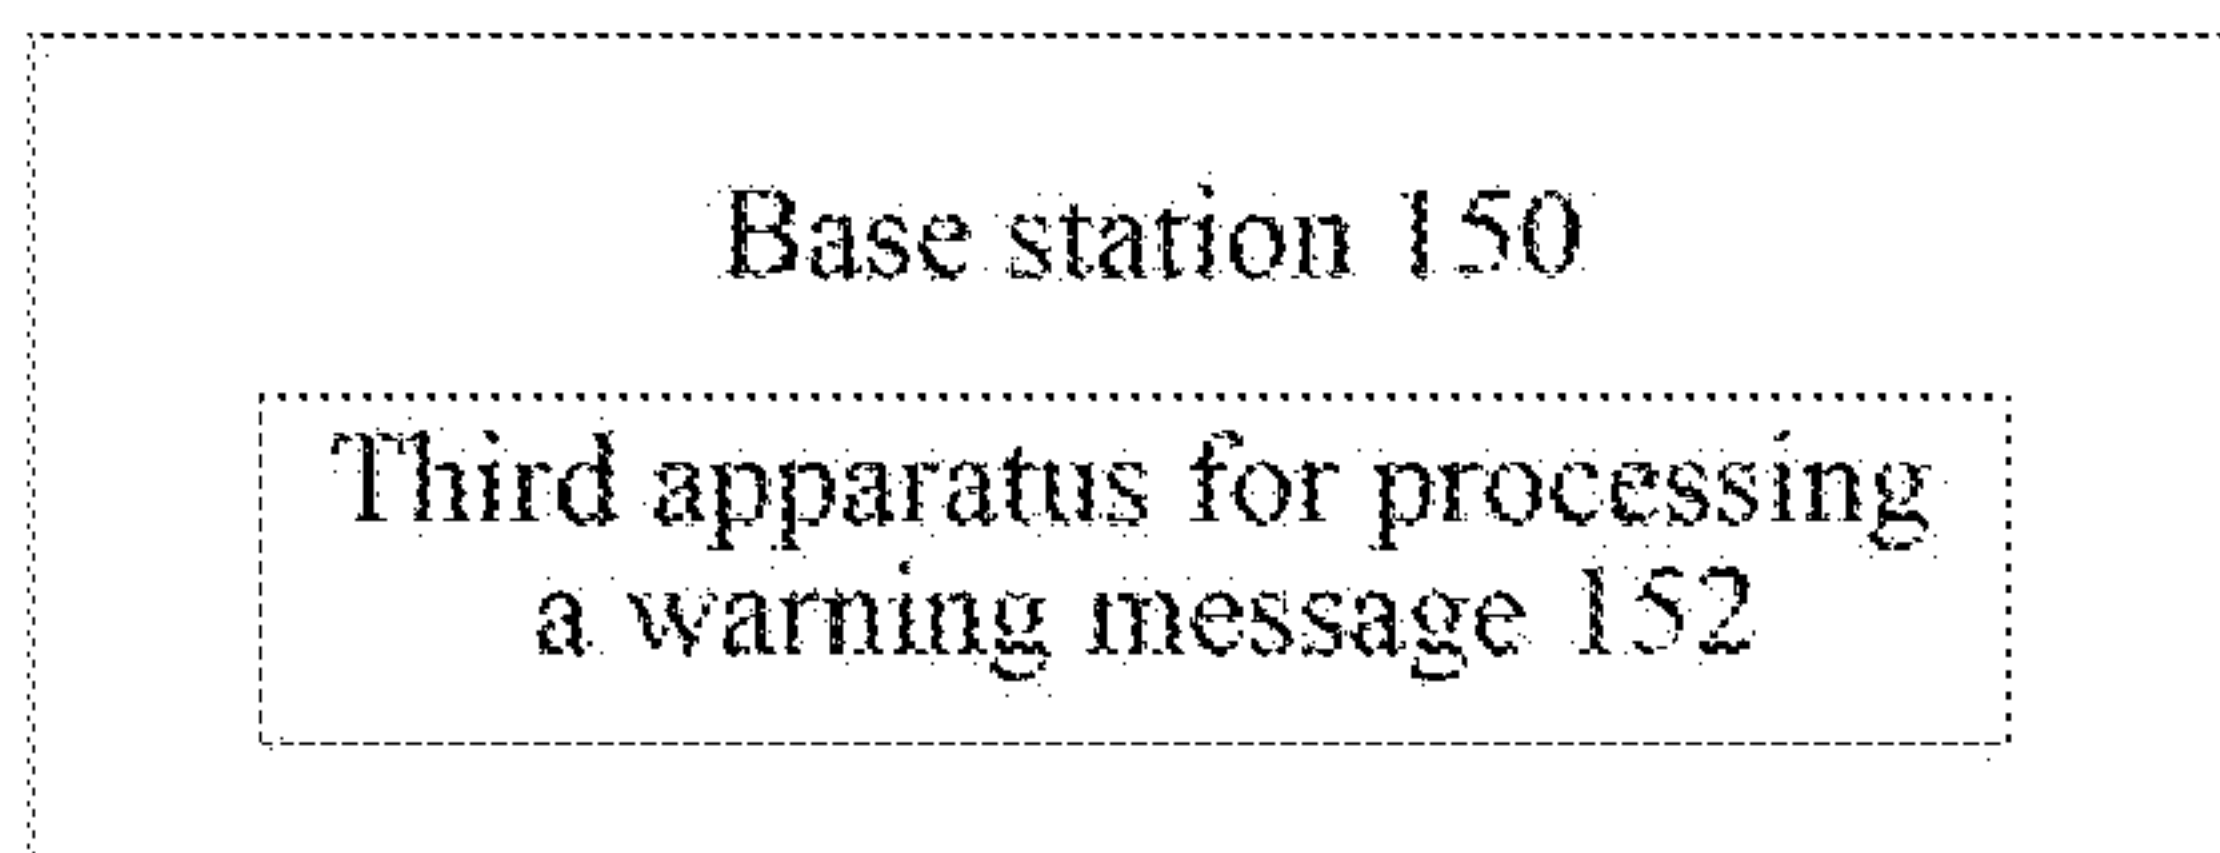 Base station 150
Third apparatus for processing
a warning message 152